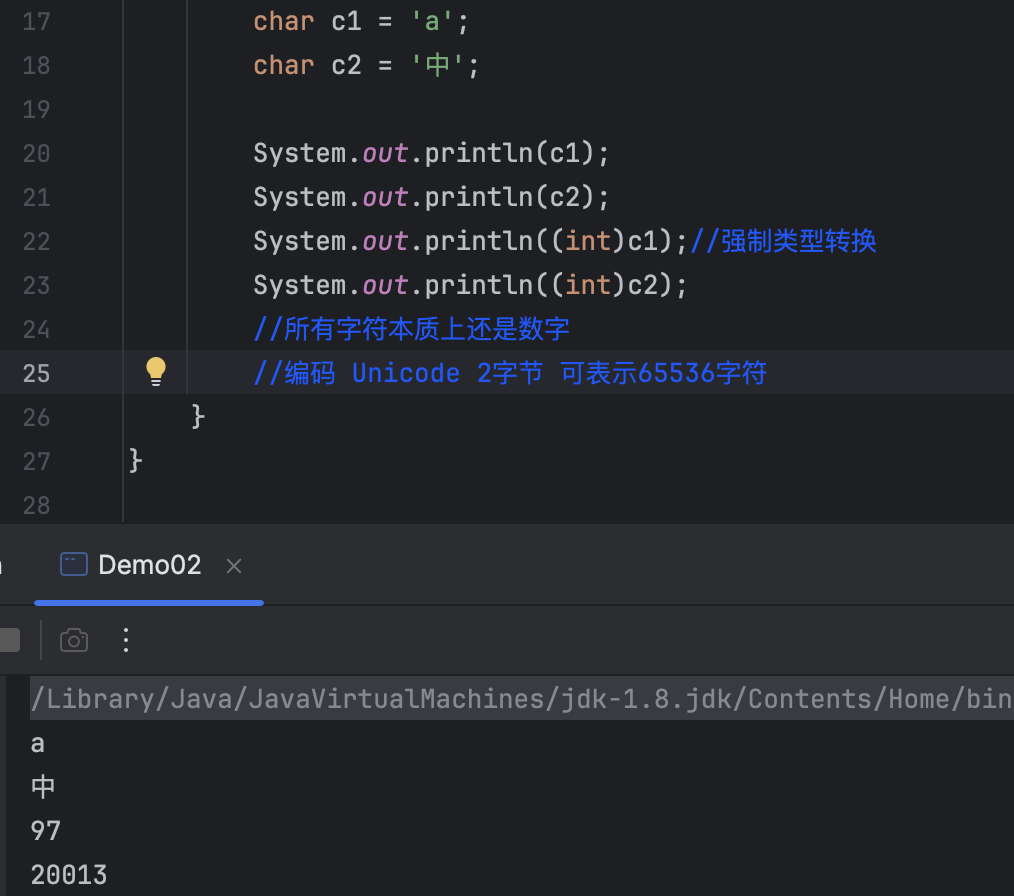 17 char c1 = 'a';
18 char c2 = '中';
19
20 System.out.println(c1);
21 System.out.println(c2);
22 System.out.println((int)c1);//强制类型转换
23 System.out.println((int)c2);
24 //所有字符本质上还是数字
25 //编码 Unicode 2字节 可表示65536字符
26 }
27 }
28
Demo02
/Library/Java/JavaVirtualMachines/jdk-1.8.jdk/Contents/Home/bin
a
中
97
20013